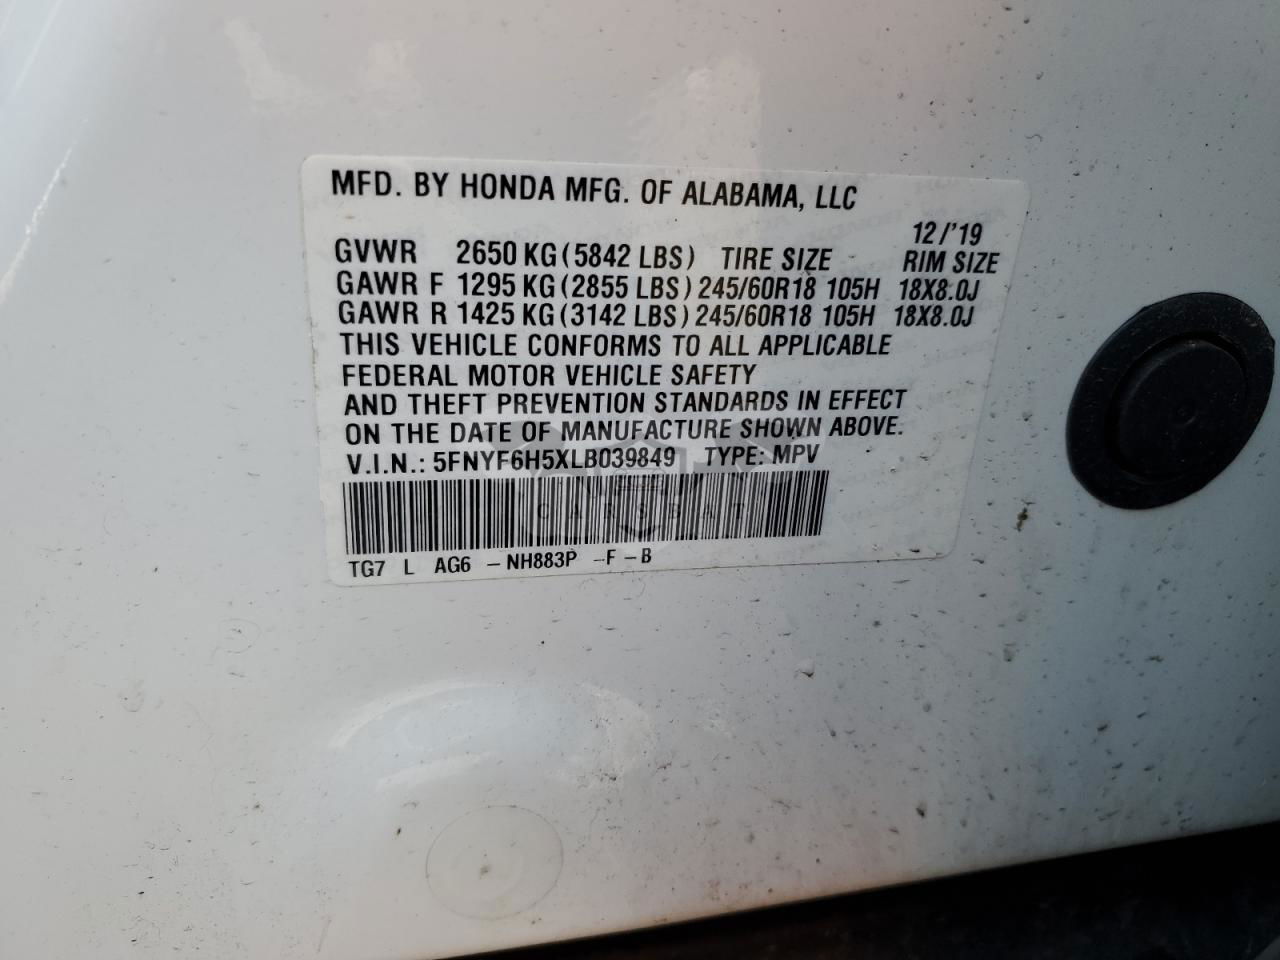 MFD. BY HONDA MFG. OF ALABAMA, LLC
12/'19
GVWR 2650 KG (5842 LBS) TIRE SIZE RIM SIZE
GAWR F 1295 KG (2855 LBS) 245/60R18 105H 18X8.0J
GAWR R 1425 KG (3142 LBS) 245/60R18 105H 18X8.0J
THIS VEHICLE CONFORMS TO ALL APPLICABLE
FEDERAL MOTOR VEHICLE SAFETY
AND THEFT PREVENTION STANDARDS IN EFFECT
ON THE DATE OF MANUFACTURE SHOWN ABOVE.
V.I.N.: 5FNYF6H5XLB039849 TYPE: MPV
CARSBAT
TG7 L AG6 -NH883P -F-B